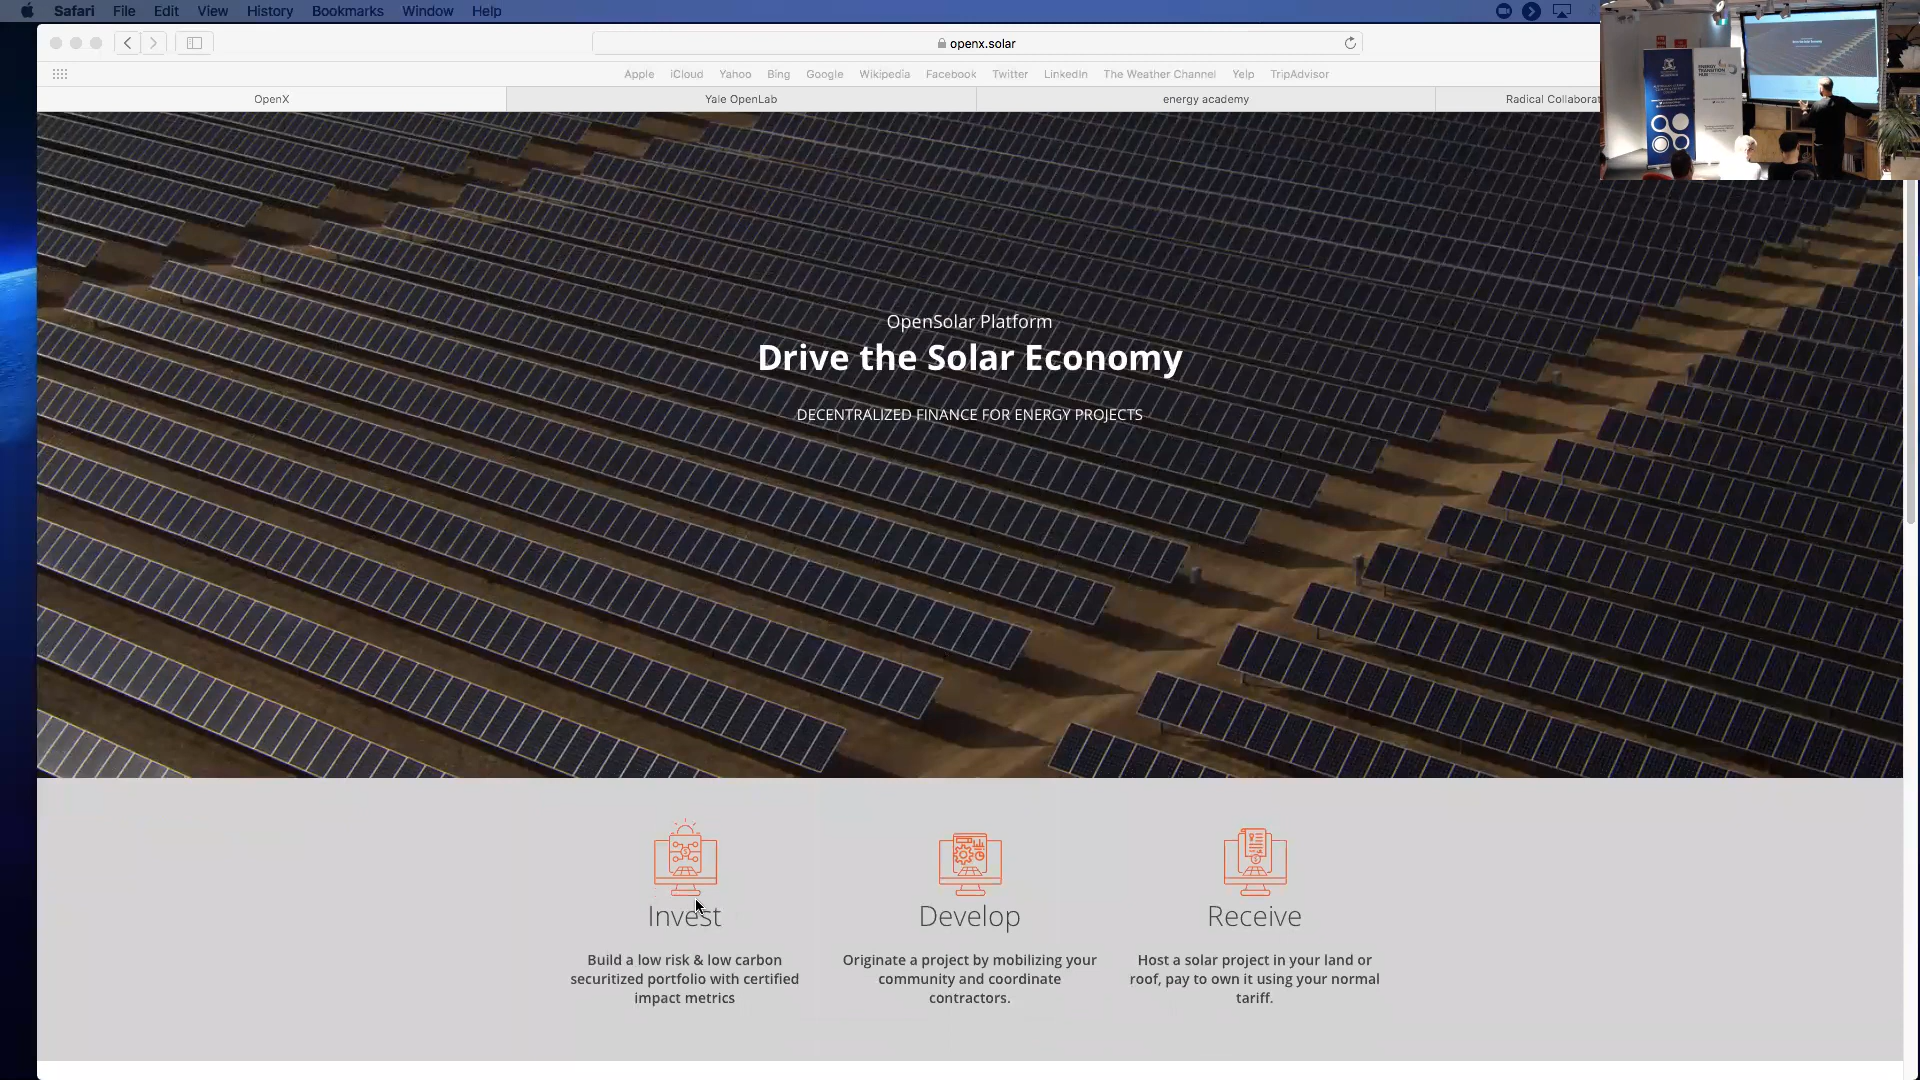 Safari File Edit View History Bookmarks Window Help
openx.solar
Apple iCloud Yahoo Bing Google Wikipedia Facebook Twitter LinkedIn The Weather Channel Yelp TripAdvisor
OpenX Yale OpenLab energy academy Radical Collaborat
OpenSolar Platform
Drive the Solar Economy
DECENTRALIZED FINANCE FOR ENERGY PROJECTS
Invest
Build a low risk & low carbon
securitized portfolio with certified
impact metrics
Develop
Originate a project by mobilizing your
community and coordinate
contractors.
Receive
Host a solar project in your land or
roof, pay to own it using your normal
tariff.